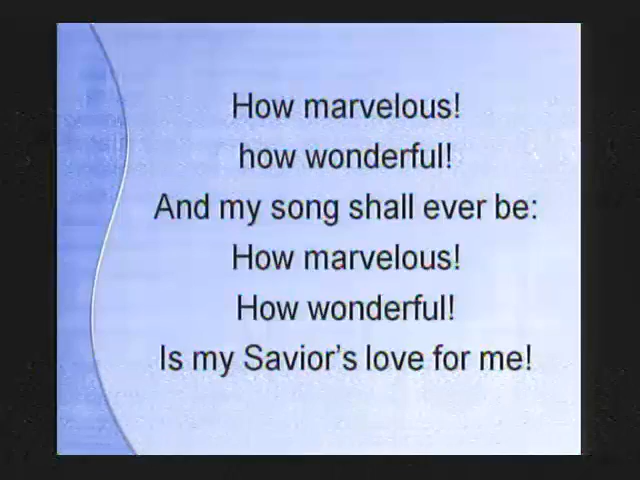 How marvelous!
how wonderful!
And my song shall ever be:
How marvelous!
How wonderful!
Is my Savior's love for me!